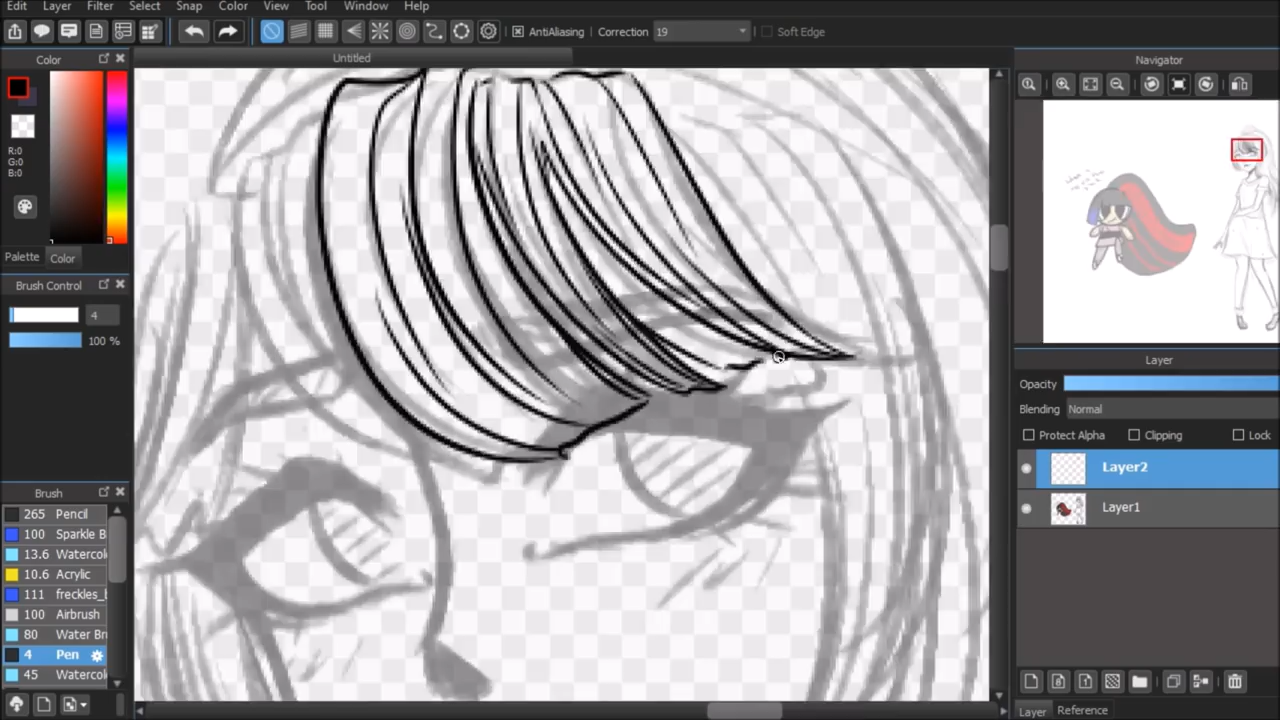 Edit Layer Filter Select Snap Color View Tool Window Help
AntiAliasing Correction 19 Soft Edge
Color
Untitled
Navigator
R:0
G:0
B:0
Palette Color
Brush Control
4
100 %
Layer
Opacity
Blending Normal
Protect Alpha Clipping Lock
Layer2
Layer1
Brush
265 Pencil
100 Sparkle B
13.6 Watercol
10.6 Acrylic
111 freckles_b
100 Airbrush
80 Water Bru
4 Pen
45 Watercol
Layer Reference